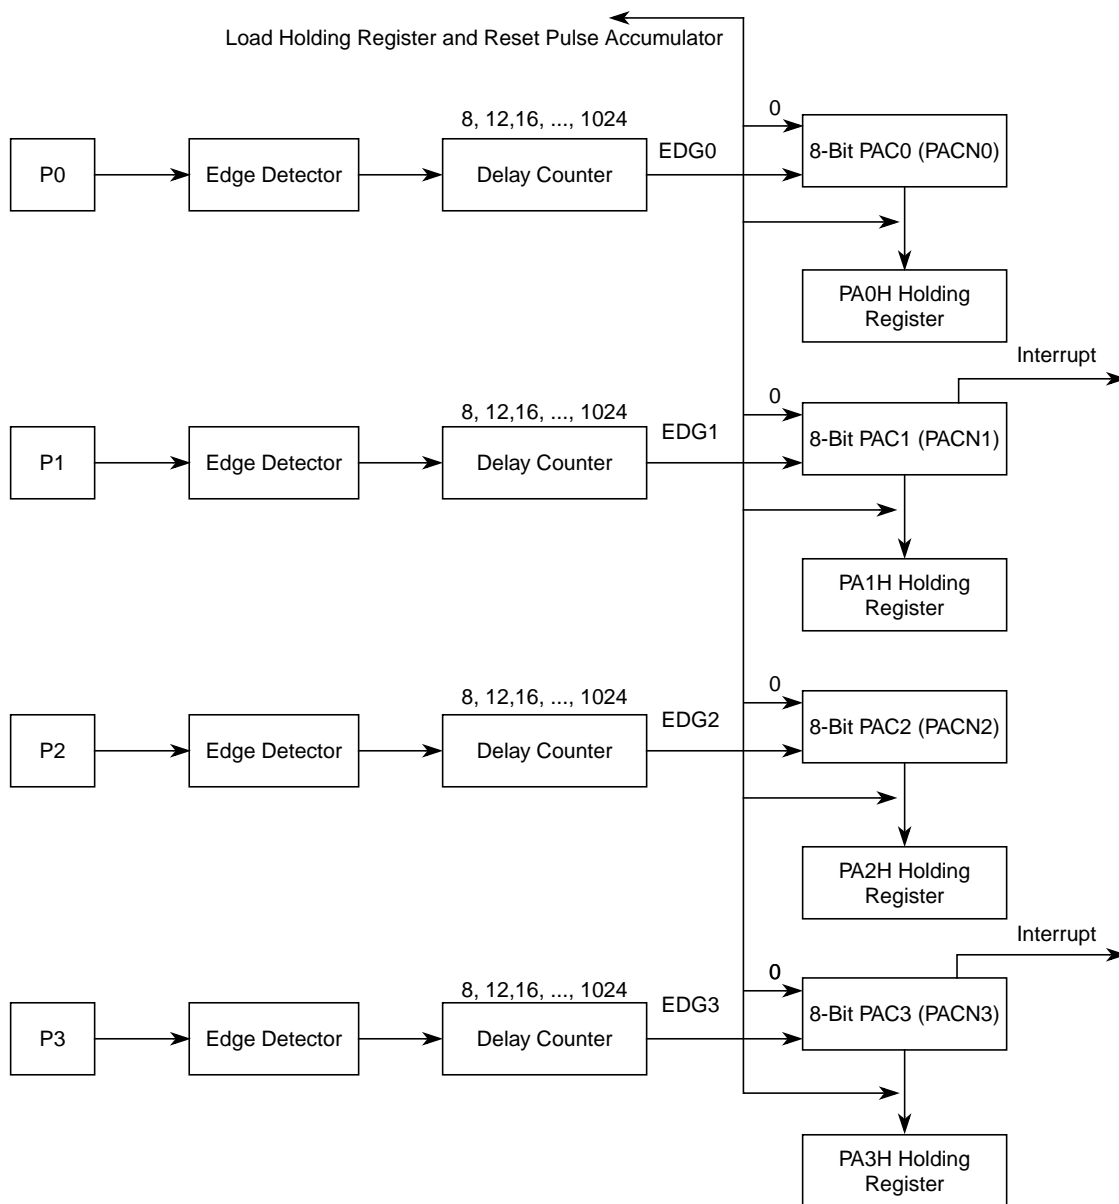 Load Holding Register and Reset Pulse Accumulator
0
8, 12,16, ..., 1024
EDG0
P0
Edge Detector
Delay Counter
8-Bit PAC0 (PACN0)
PA0H Holding
Register
Interrupt
0
8, 12,16, ..., 1024
EDG1
P1
Edge Detector
Delay Counter
8-Bit PAC1 (PACN1)
PA1H Holding
Register
0
8, 12,16, ..., 1024
EDG2
P2
Edge Detector
Delay Counter
8-Bit PAC2 (PACN2)
PA2H Holding
Register
Interrupt
0
8, 12,16, ..., 1024
EDG3
P3
Edge Detector
Delay Counter
8-Bit PAC3 (PACN3)
PA3H Holding
Register